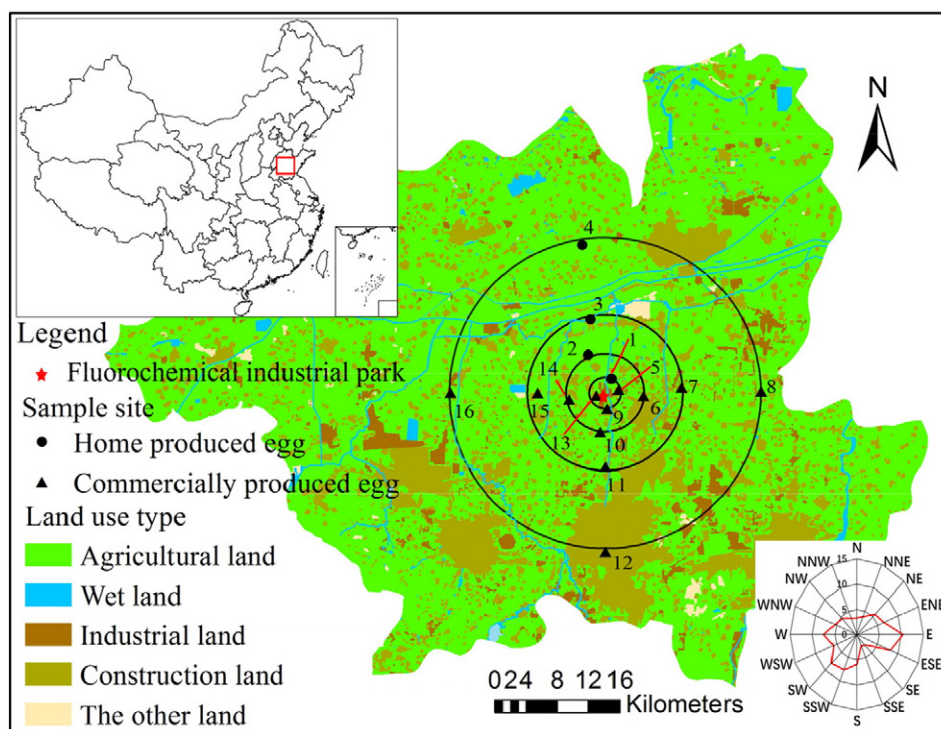 N
4
3
1
2
5
14
7
8
16
15
6
9
13
10
11
12
Legend
Fluorochemical industrial park
Sample site
Home produced egg
Commercially produced egg
Land use type
Agricultural land
Wet land
Industrial land
Construction land
The other land
0 2 4 8 12 16
Kilometers
N
NNW
NNE
NW
NE
WNW
ENE
W
E
WSW
ESE
SW
SE
SSW
SSE
S
15
10
5
0